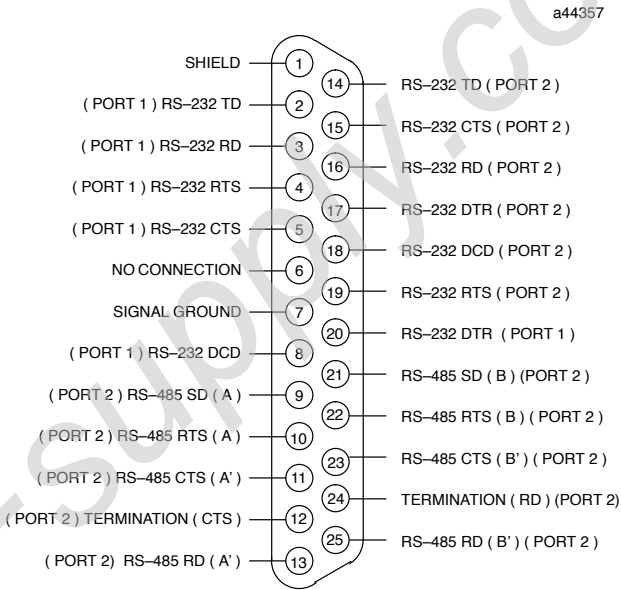 a44357
SHIELD 1
14 RS–232 TD ( PORT 2 )
( PORT 1 ) RS–232 TD 2
15 RS–232 CTS ( PORT 2 )
( PORT 1 ) RS–232 RD 3
16 RS–232 RD ( PORT 2 )
( PORT 1 ) RS–232 RTS 4
17 RS–232 DTR ( PORT 2 )
( PORT 1 ) RS–232 CTS 5
18 RS–232 DCD ( PORT 2 )
NO CONNECTION 6
19 RS–232 RTS ( PORT 2 )
SIGNAL GROUND 7
20 RS–232 DTR ( PORT 1 )
( PORT 1 ) RS–232 DCD 8
21 RS–485 SD ( B ) (PORT 2 )
( PORT 2 ) RS–485 SD ( A ) 9
22 RS–485 RTS ( B ) ( PORT 2 )
( PORT 2 ) RS–485 RTS ( A ) 10
23 RS–485 CTS ( B' ) ( PORT 2 )
( PORT 2 ) RS–485 CTS ( A' ) 11
24 TERMINATION ( RD ) (PORT 2)
( PORT 2 ) TERMINATION ( CTS ) 12
25 RS–485 RD ( B' ) ( PORT 2 )
( PORT 2) RS–485 RD ( A' ) 13
-supply.co